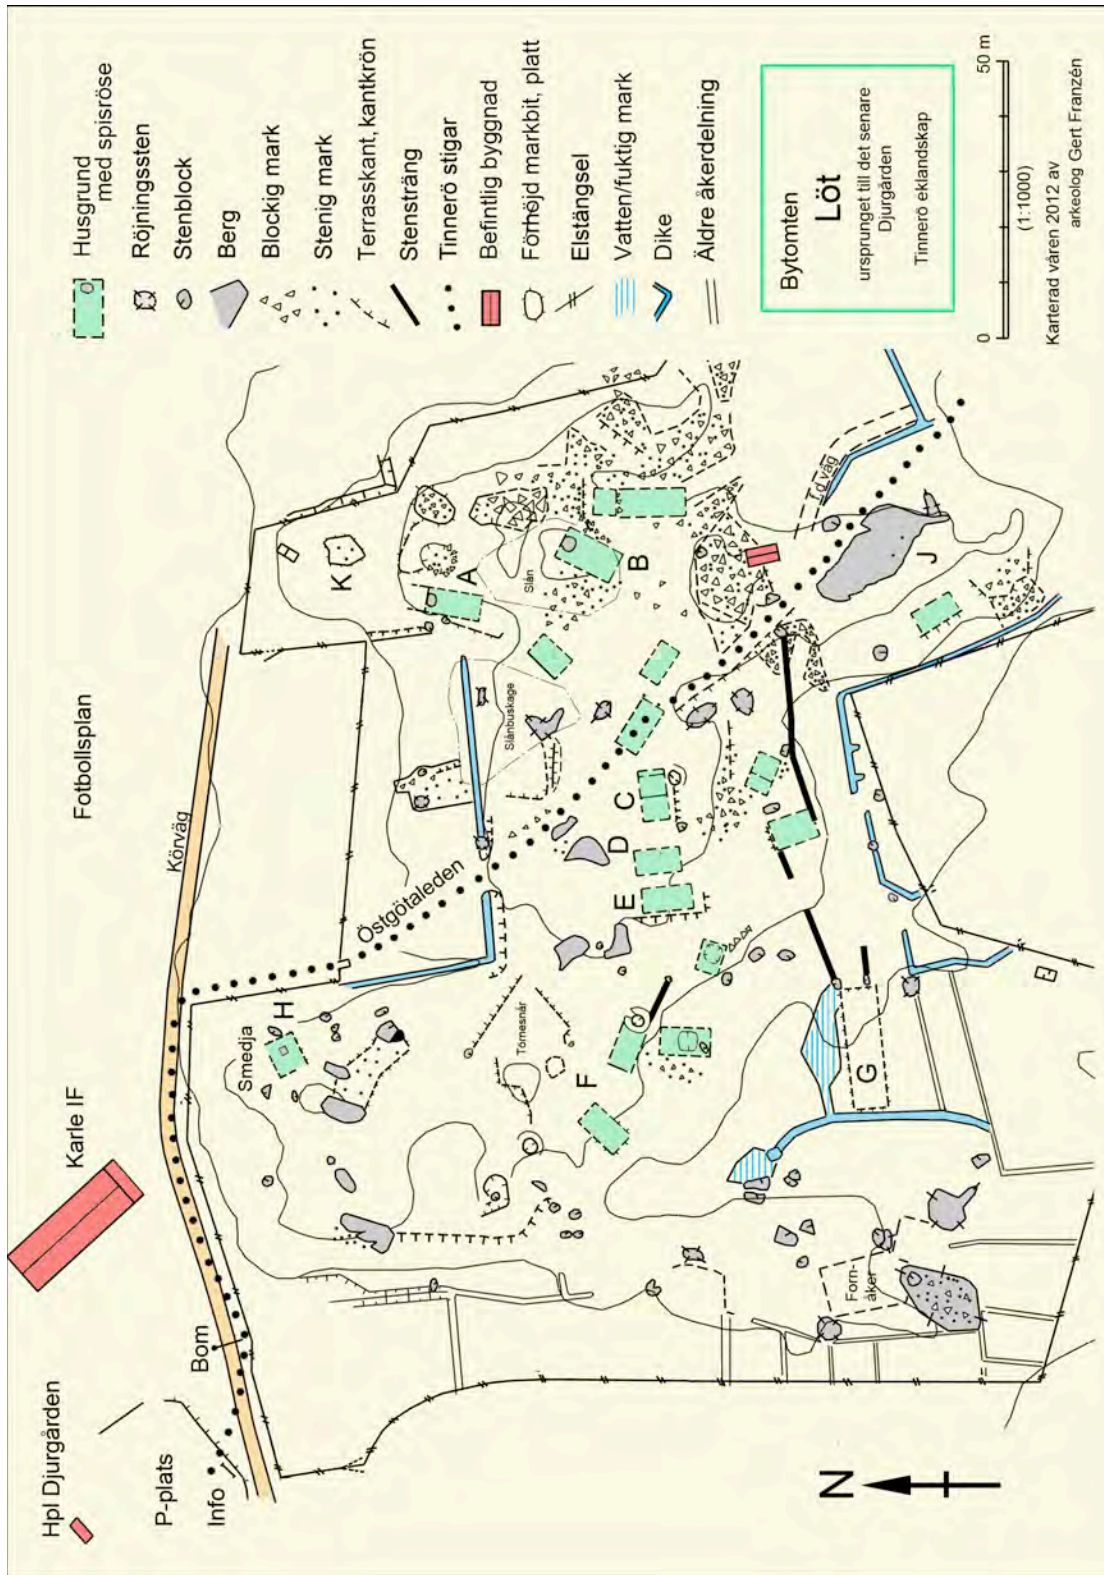 Hpl Djurgården
P-plats
Info
Bom
Karle IF
Fotbollsplan
Körväg
Östgötaleden
Smedja
H
K
A
Slån
B
Slånbuskage
C
D
E
F
Törnesnår
G
J
T.d väg
Forn-
åker
N
Husgrund
med spisröse
Röjningssten
Stenblock
Berg
Blockig mark
Stenig mark
Terrasskant, kantkrön
Stensträng
Tinnerö stigar
Befintlig byggnad
Förhöjd markbit, platt
Elstängsel
Vatten/fuktig mark
Dike
Äldre åkerdelning
Bytomten
Löt
ursprunget till det senare
Djurgården
Tinnerö eklandskap
0
50 m
(1:1000)
Karterad våren 2012 av
arkeolog Gert Franzén